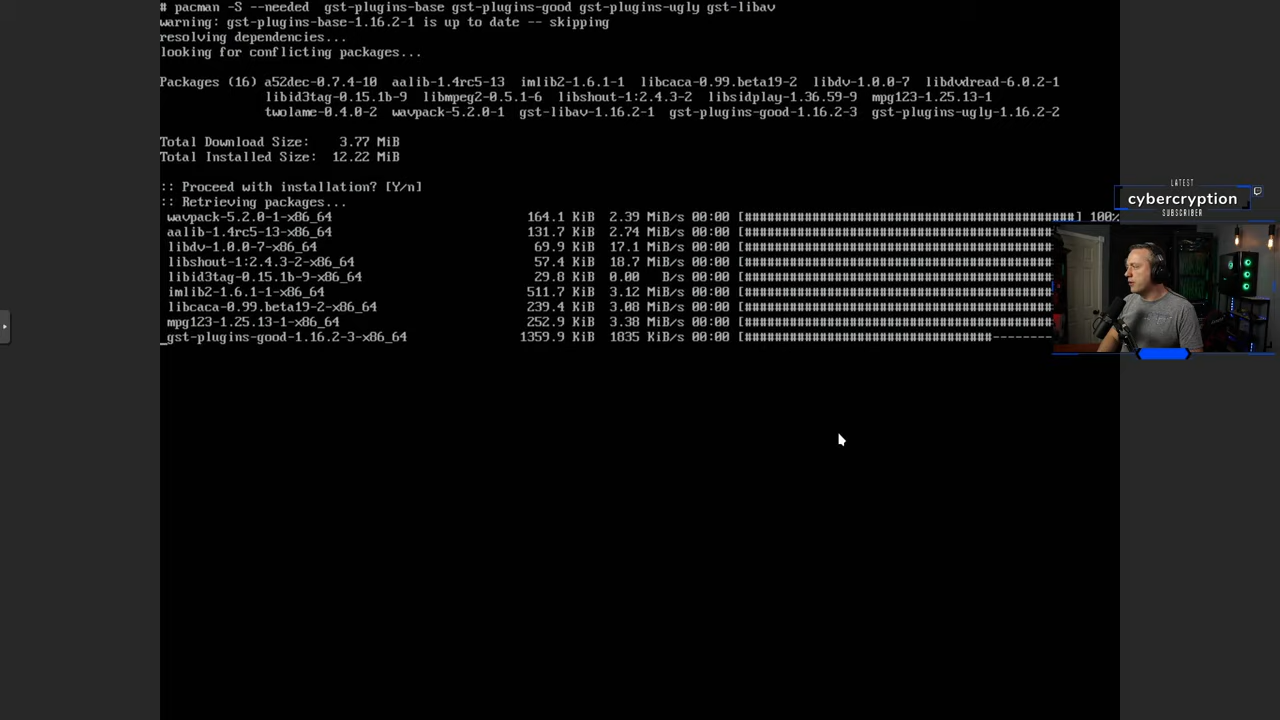 # pacman -S --needed  gst-plugins-base gst-plugins-good gst-plugins-ugly gst-libav
warning: gst-plugins-base-1.16.2-1 is up to date -- skipping
resolving dependencies...
looking for conflicting packages...
Packages (16) a52dec-0.7.4-10  aalib-1.4rc5-13  imlib2-1.6.1-1  libcaca-0.99.beta19-2  libdv-1.0.0-7  libdvdread-6.0.2-1
libid3tag-0.15.1b-9  libmpeg2-0.5.1-6  libshout-1:2.4.3-2  libsidplay-1.36.59-9  mpg123-1.25.13-1
twolame-0.4.0-2  wavpack-5.2.0-1  gst-libav-1.16.2-1  gst-plugins-good-1.16.2-3  gst-plugins-ugly-1.16.2-2
Total Download Size:    3.77 MiB
Total Installed Size:  12.22 MiB
:: Proceed with installation? [Y/n]
:: Retrieving packages...
wavpack-5.2.0-1-x86_64 164.1 KiB 2.39 MiB/s 00:00 [############################################] 100%
aalib-1.4rc5-13-x86_64 131.7 KiB 2.74 MiB/s 00:00 [#########################################
libdv-1.0.0-7-x86_64 69.9 KiB 17.1 MiB/s 00:00 [#########################################
libshout-1:2.4.3-2-x86_64 57.4 KiB 18.7 MiB/s 00:00 [#########################################
libid3tag-0.15.1b-9-x86_64 29.8 KiB 0.00 B/s 00:00 [#########################################
imlib2-1.6.1-1-x86_64 511.7 KiB 3.12 MiB/s 00:00 [#########################################
libcaca-0.99.beta19-2-x86_64 239.4 KiB 3.08 MiB/s 00:00 [#########################################
mpg123-1.25.13-1-x86_64 252.9 KiB 3.38 MiB/s 00:00 [#########################################
_gst-plugins-good-1.16.2-3-x86_64 1359.9 KiB 1835 KiB/s 00:00 [#################################--------
LATEST
cybercryption
SUBSCRIBER